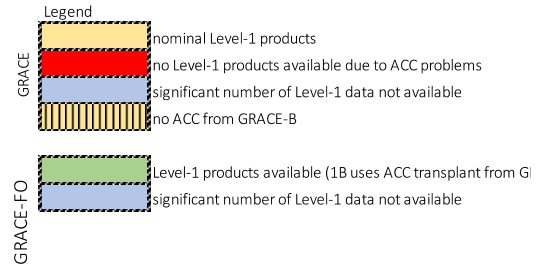 Legend
GRACE
nominal Level-1 products
no Level-1 products available due to ACC problems
significant number of Level-1 data not available
no ACC from GRACE-B
GRACE-FO
Level-1 products available (1B uses ACC transplant from
significant number of Level-1 data not available